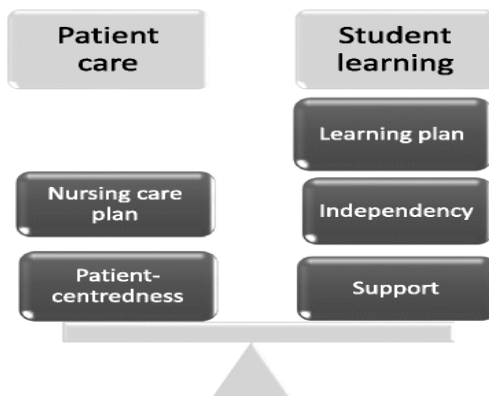 Patient
care
Student
learning
Learning plan
Nursing care
plan
Independency
Patient-
centredness
Support